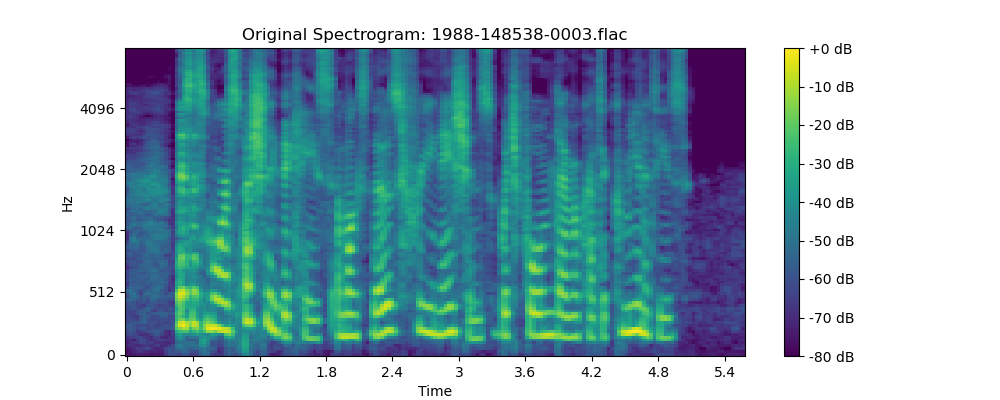 Original Spectrogram: 1988-148538-0003.flac
Hz
4096
2048
1024
512
0
0 0.6 1.2 1.8 2.4 3 3.6 4.2 4.8 5.4
Time
+0 dB
-10 dB
-20 dB
-30 dB
-40 dB
-50 dB
-60 dB
-70 dB
-80 dB